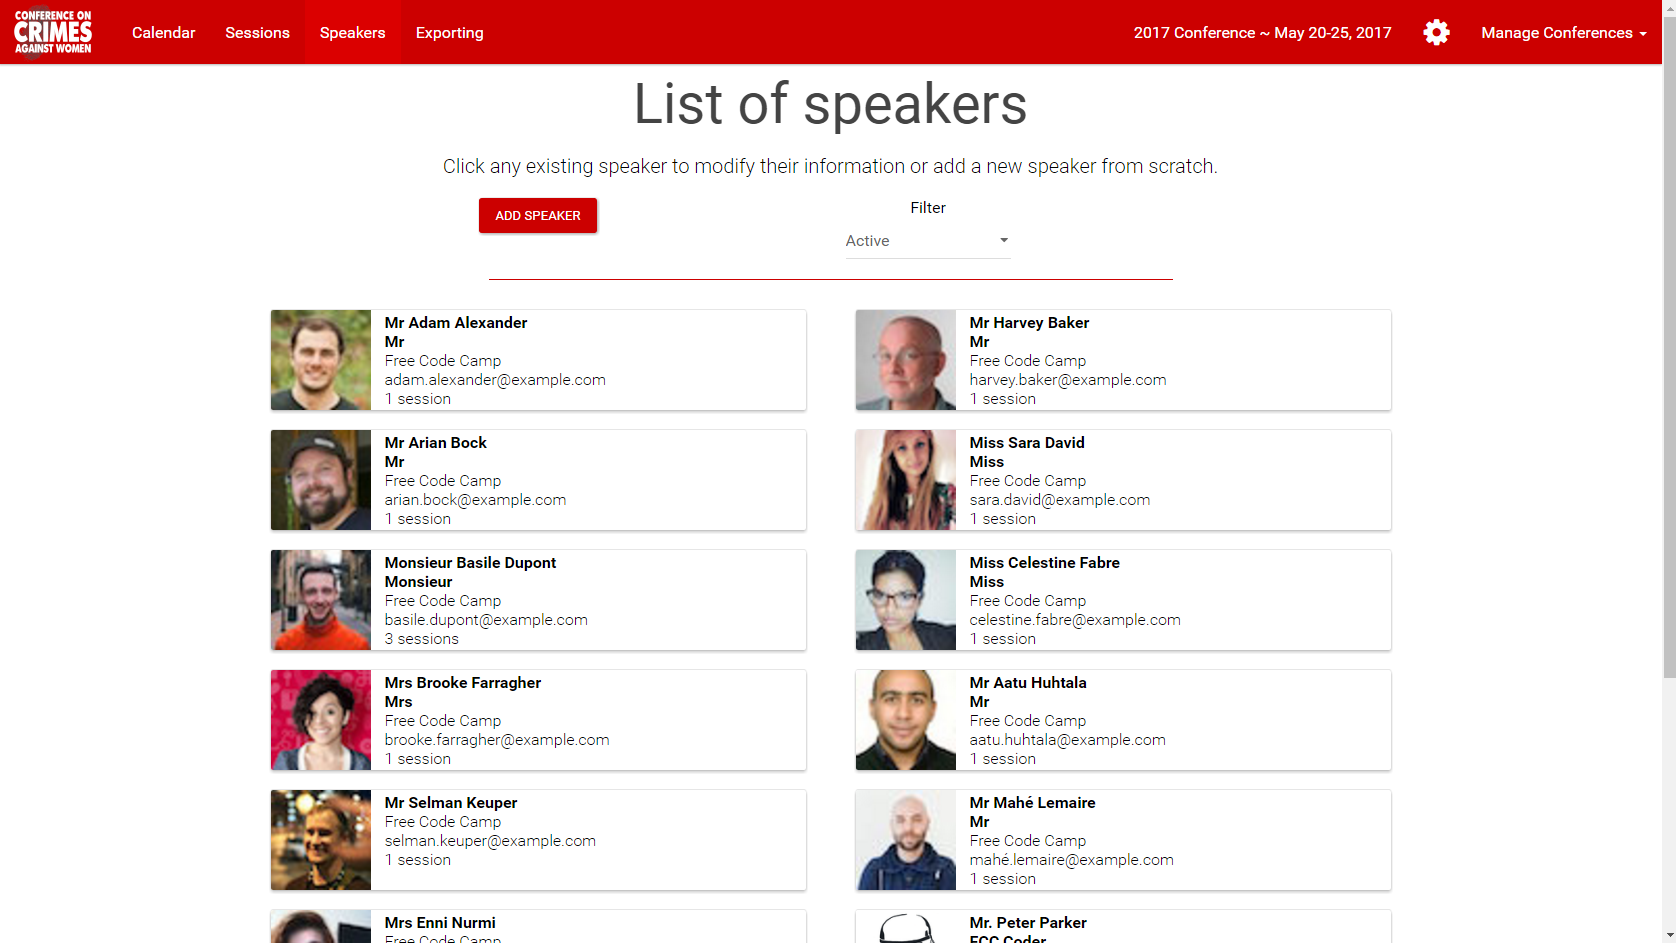 CONFERENCE ON
CRIMES
AGAINST WOMEN
Calendar
Sessions
Speakers
Exporting
2017 Conference ~ May 20-25, 2017
Manage Conferences
List of speakers
Click any existing speaker to modify their information or add a new speaker from scratch.
ADD SPEAKER
Filter
Active
Mr Adam Alexander
Mr
Free Code Camp
adam.alexander@example.com
1 session
Mr Harvey Baker
Mr
Free Code Camp
harvey.baker@example.com
1 session
Mr Arian Bock
Mr
Free Code Camp
arian.bock@example.com
1 session
Miss Sara David
Miss
Free Code Camp
sara.david@example.com
1 session
Monsieur Basile Dupont
Monsieur
Free Code Camp
basile.dupont@example.com
3 sessions
Miss Celestine Fabre
Miss
Free Code Camp
celestine.fabre@example.com
1 session
Mrs Brooke Farragher
Mrs
Free Code Camp
brooke.farragher@example.com
1 session
Mr Aatu Huhtala
Mr
Free Code Camp
aatu.huhtala@example.com
1 session
Mr Selman Keuper
Free Code Camp
selman.keuper@example.com
1 session
Mr Mahé Lemaire
Mr
Free Code Camp
mahé.lemaire@example.com
1 session
Mrs Enni Nurmi
Free Code Camp
Mr. Peter Parker
FCC Coder